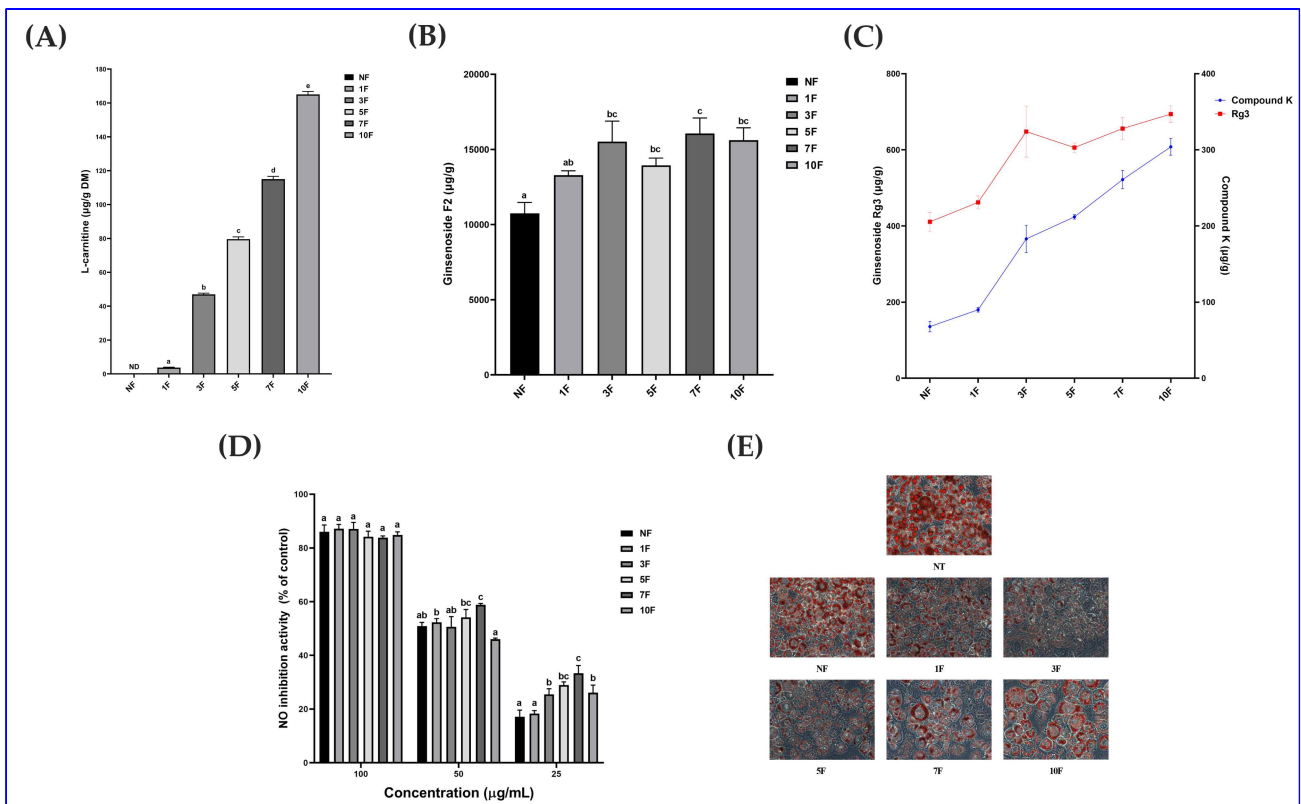 (A)
L-carnitine (µg/g DM)
180
160
140
120
100
80
60
40
20
0
ND
a
b
c
d
e
NF
1F
3F
5F
7F
10F
NF
1F
3F
5F
7F
10F
(B)
Ginsenoside F2 (µg/g)
20000
15000
10000
5000
0
a
ab
bc
bc
c
bc
NF
1F
3F
5F
7F
10F
NF
1F
3F
5F
7F
10F
(C)
Ginsenoside Rg3 (µg/g)
800
600
400
200
0
400
300
200
100
0
Compound K (µg/g)
Compound K
Rg3
NF
1F
3F
5F
7F
10F
(D)
NO inhibition activity (% of control)
100
80
60
40
20
0
a a a a a a
ab b ab bc c a
a a b bc c b
100
50
25
Concentration (µg/mL)
NF
1F
3F
5F
7F
10F
(E)
NT
NF
1F
3F
5F
7F
10F